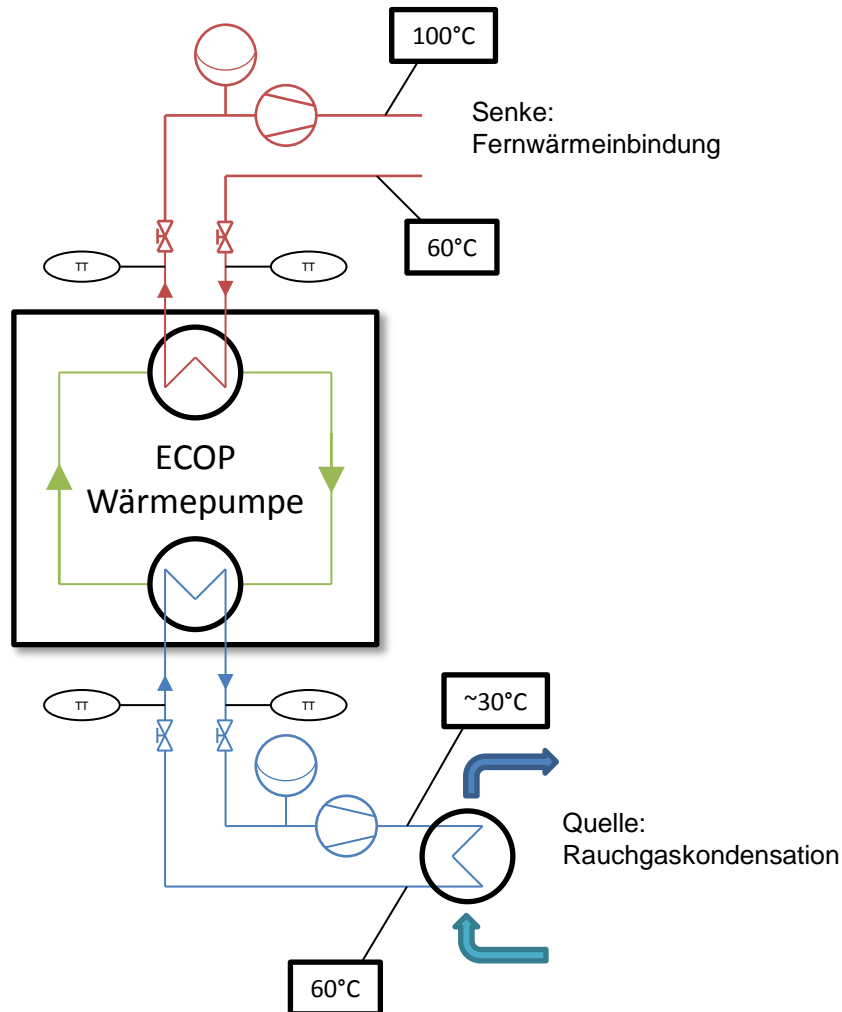 100°C
Senke:
Fernwärmeeinbindung
60°C
TT
TT
ECOP
Wärmepumpe
TT
TT
~30°C
Quelle:
Rauchgaskondensation
60°C